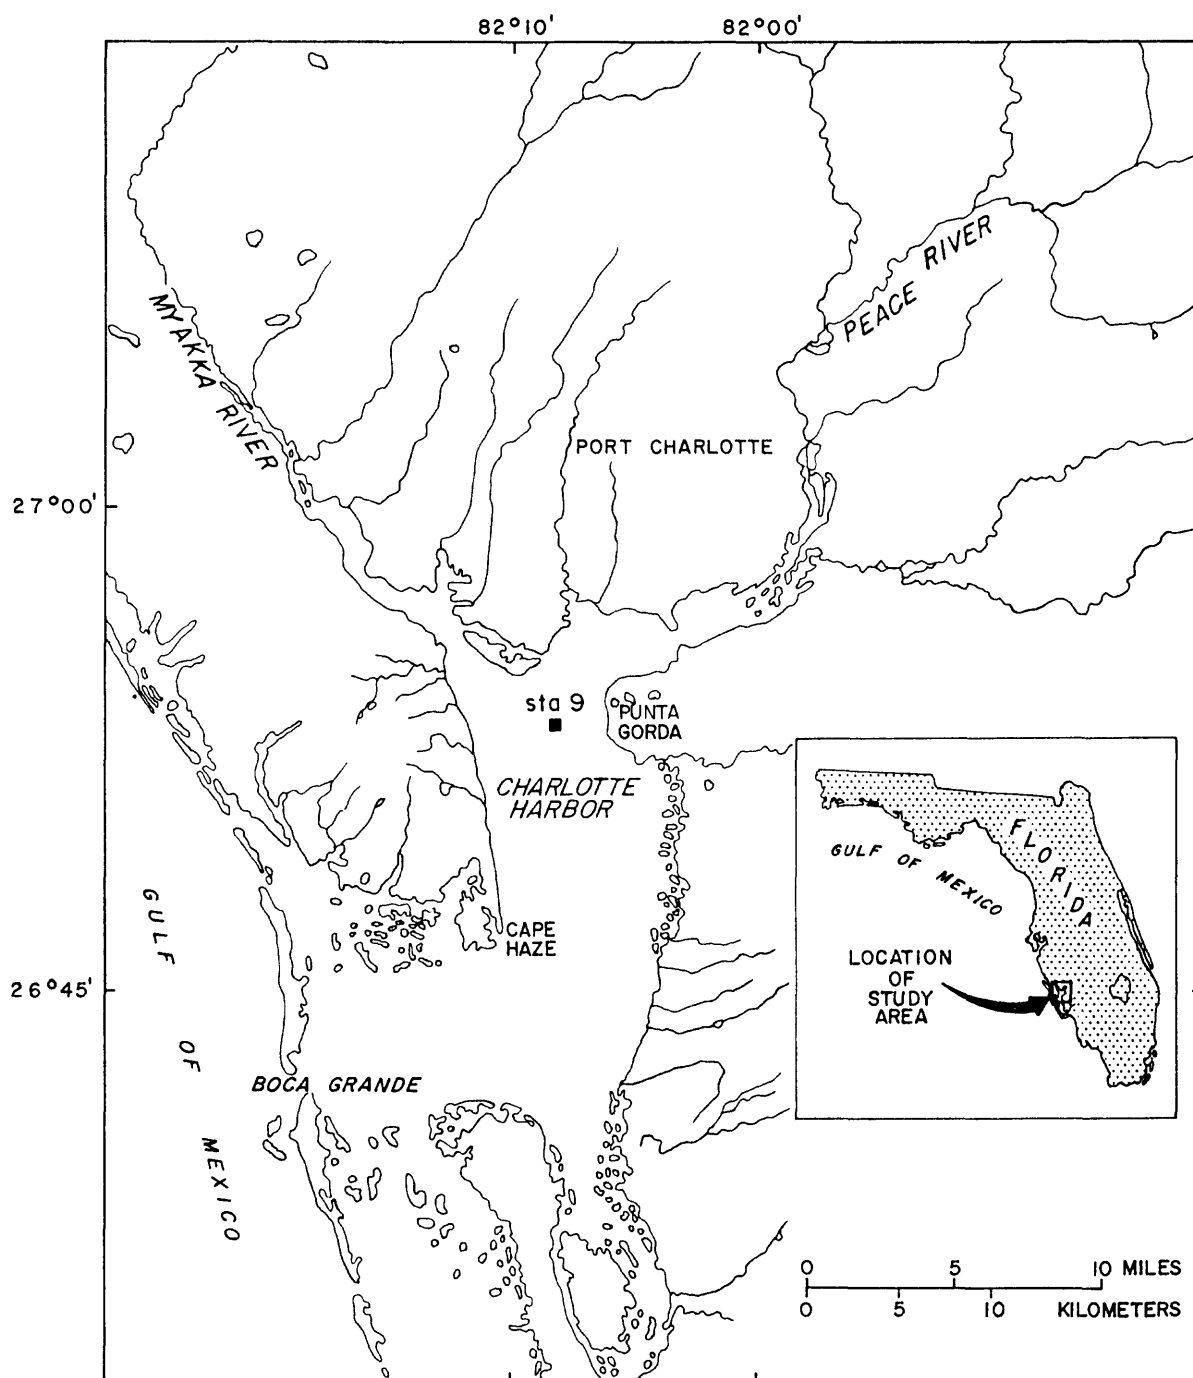 82°10' 82°00'
MYAKKA RIVER
PEACE RIVER
PORT CHARLOTTE
27°00'
sta 9
PUNTA
GORDA
CHARLOTTE
HARBOR
CAPE
HAZE
26°45'
GULF OF MEXICO
BOCA GRANDE
FLORIDA
GULF OF MEXICO
LOCATION
OF
STUDY
AREA
0 5 10 MILES
0 5 10 KILOMETERS